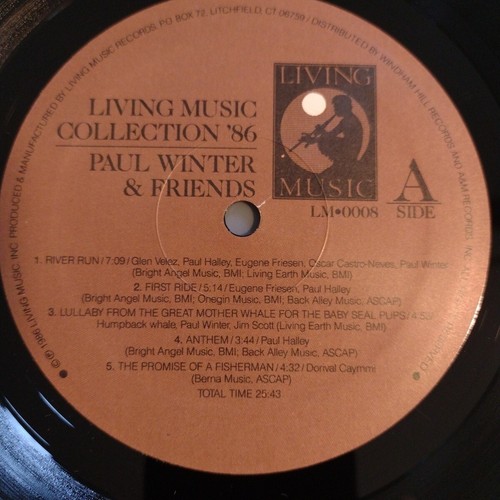 PRODUCED & MANUFACTURED BY LIVING MUSIC RECORDS, P.O. BOX 72, LITCHFIELD, CT 06759 / DISTRIBUTED BY WINDHAM HILL RECORDS AND A&M RECORDS, INC.
℗ © 1986 LIVING MUSIC, INC.
LIVING MUSIC
COLLECTION '86
PAUL WINTER
& FRIENDS
LIVING
MUSIC
LM•0008
A
SIDE
1. RIVER RUN / 7:09 / Glen Velez, Paul Halley, Eugene Friesen, Oscar Castro-Neves, Paul Winter
(Bright Angel Music, BMI; Living Earth Music, BMI)
2. FIRST RIDE / 5:14 / Eugene Friesen, Paul Halley
(Bright Angel Music, BMI; Onegin Music, BMI; Back Alley Music, ASCAP)
3. LULLABY FROM THE GREAT MOTHER WHALE FOR THE BABY SEAL PUPS / 4:53/
Humpback whale, Paul Winter, Jim Scott (Living Earth Music, BMI)
4. ANTHEM / 3:44 / Paul Halley
(Bright Angel Music, BMI; Back Alley Music, ASCAP)
5. THE PROMISE OF A FISHERMAN / 4:32 / Dorival Caymmi
(Berna Music, ASCAP)
TOTAL TIME 25:43